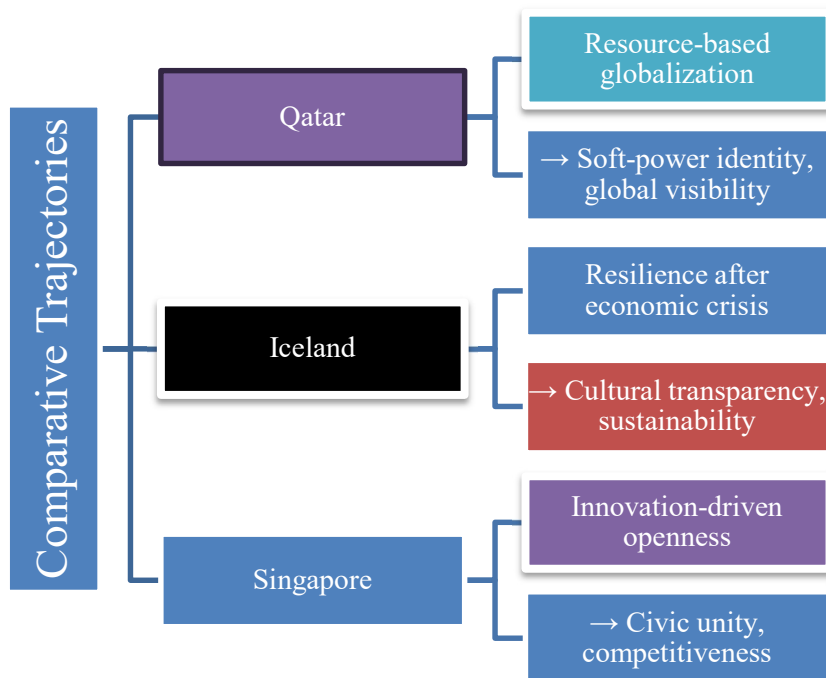 Comparative Trajectories
Qatar
Resource-based
globalization
→ Soft-power identity,
global visibility
Iceland
Resilience after
economic crisis
→ Cultural transparency,
sustainability
Singapore
Innovation-driven
openness
→ Civic unity,
competitiveness